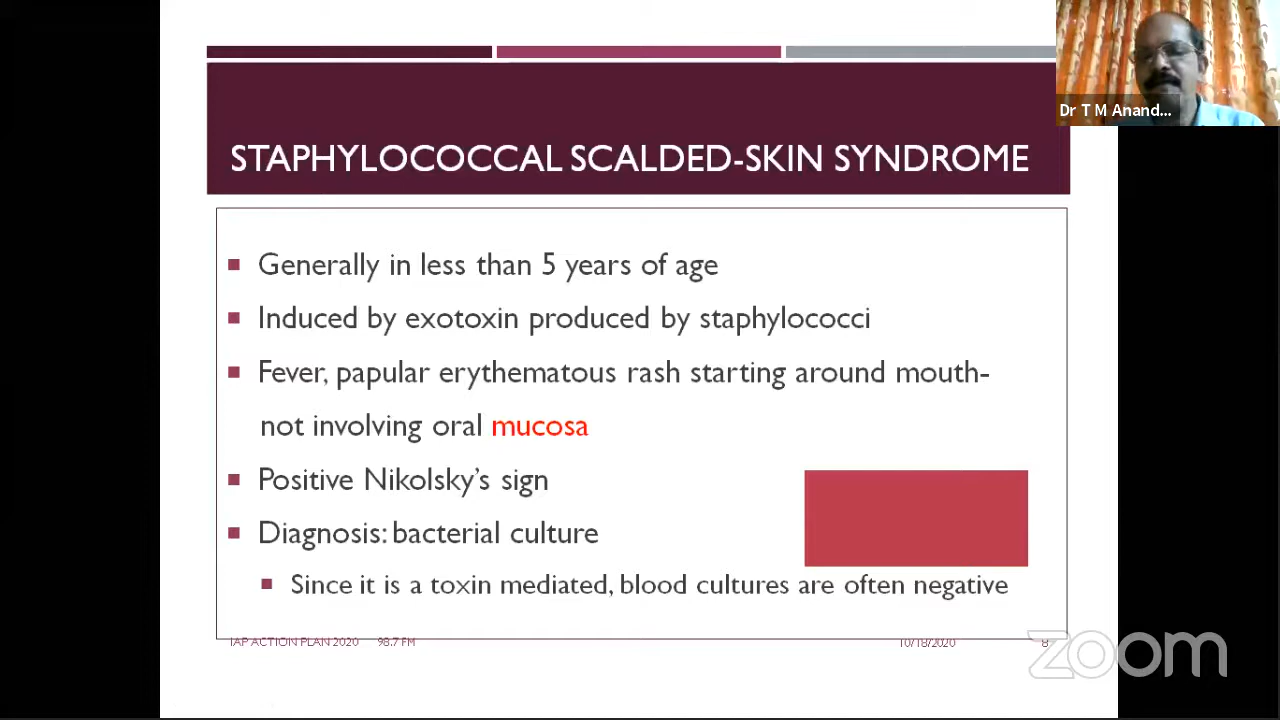 Dr T M Anand...
STAPHYLOCOCCAL SCALDED-SKIN SYNDROME
Generally in less than 5 years of age
Induced by exotoxin produced by staphylococci
Fever, papular erythematous rash starting around mouth-
not involving oral mucosa
Positive Nikolsky's sign
Diagnosis: bacterial culture
Since it is a toxin mediated, blood cultures are often negative
IAP ACTION PLAN 2020 98.7 FM 10/18/2020 8
zoom